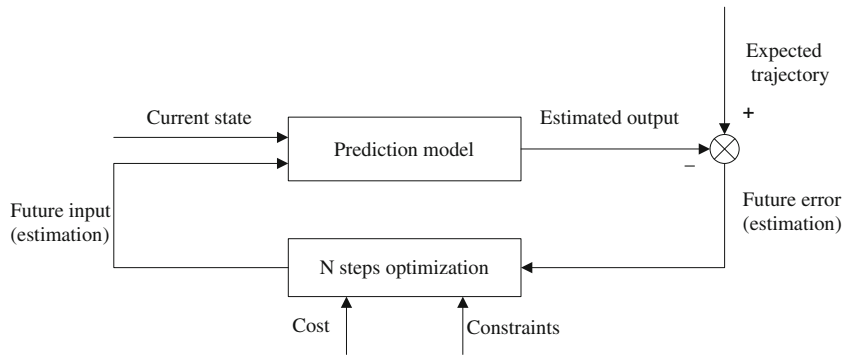 Expected
trajectory
+
Current state
Estimated output
Prediction model
−
Future input
(estimation)
Future error
(estimation)
N steps optimization
Cost
Constraints